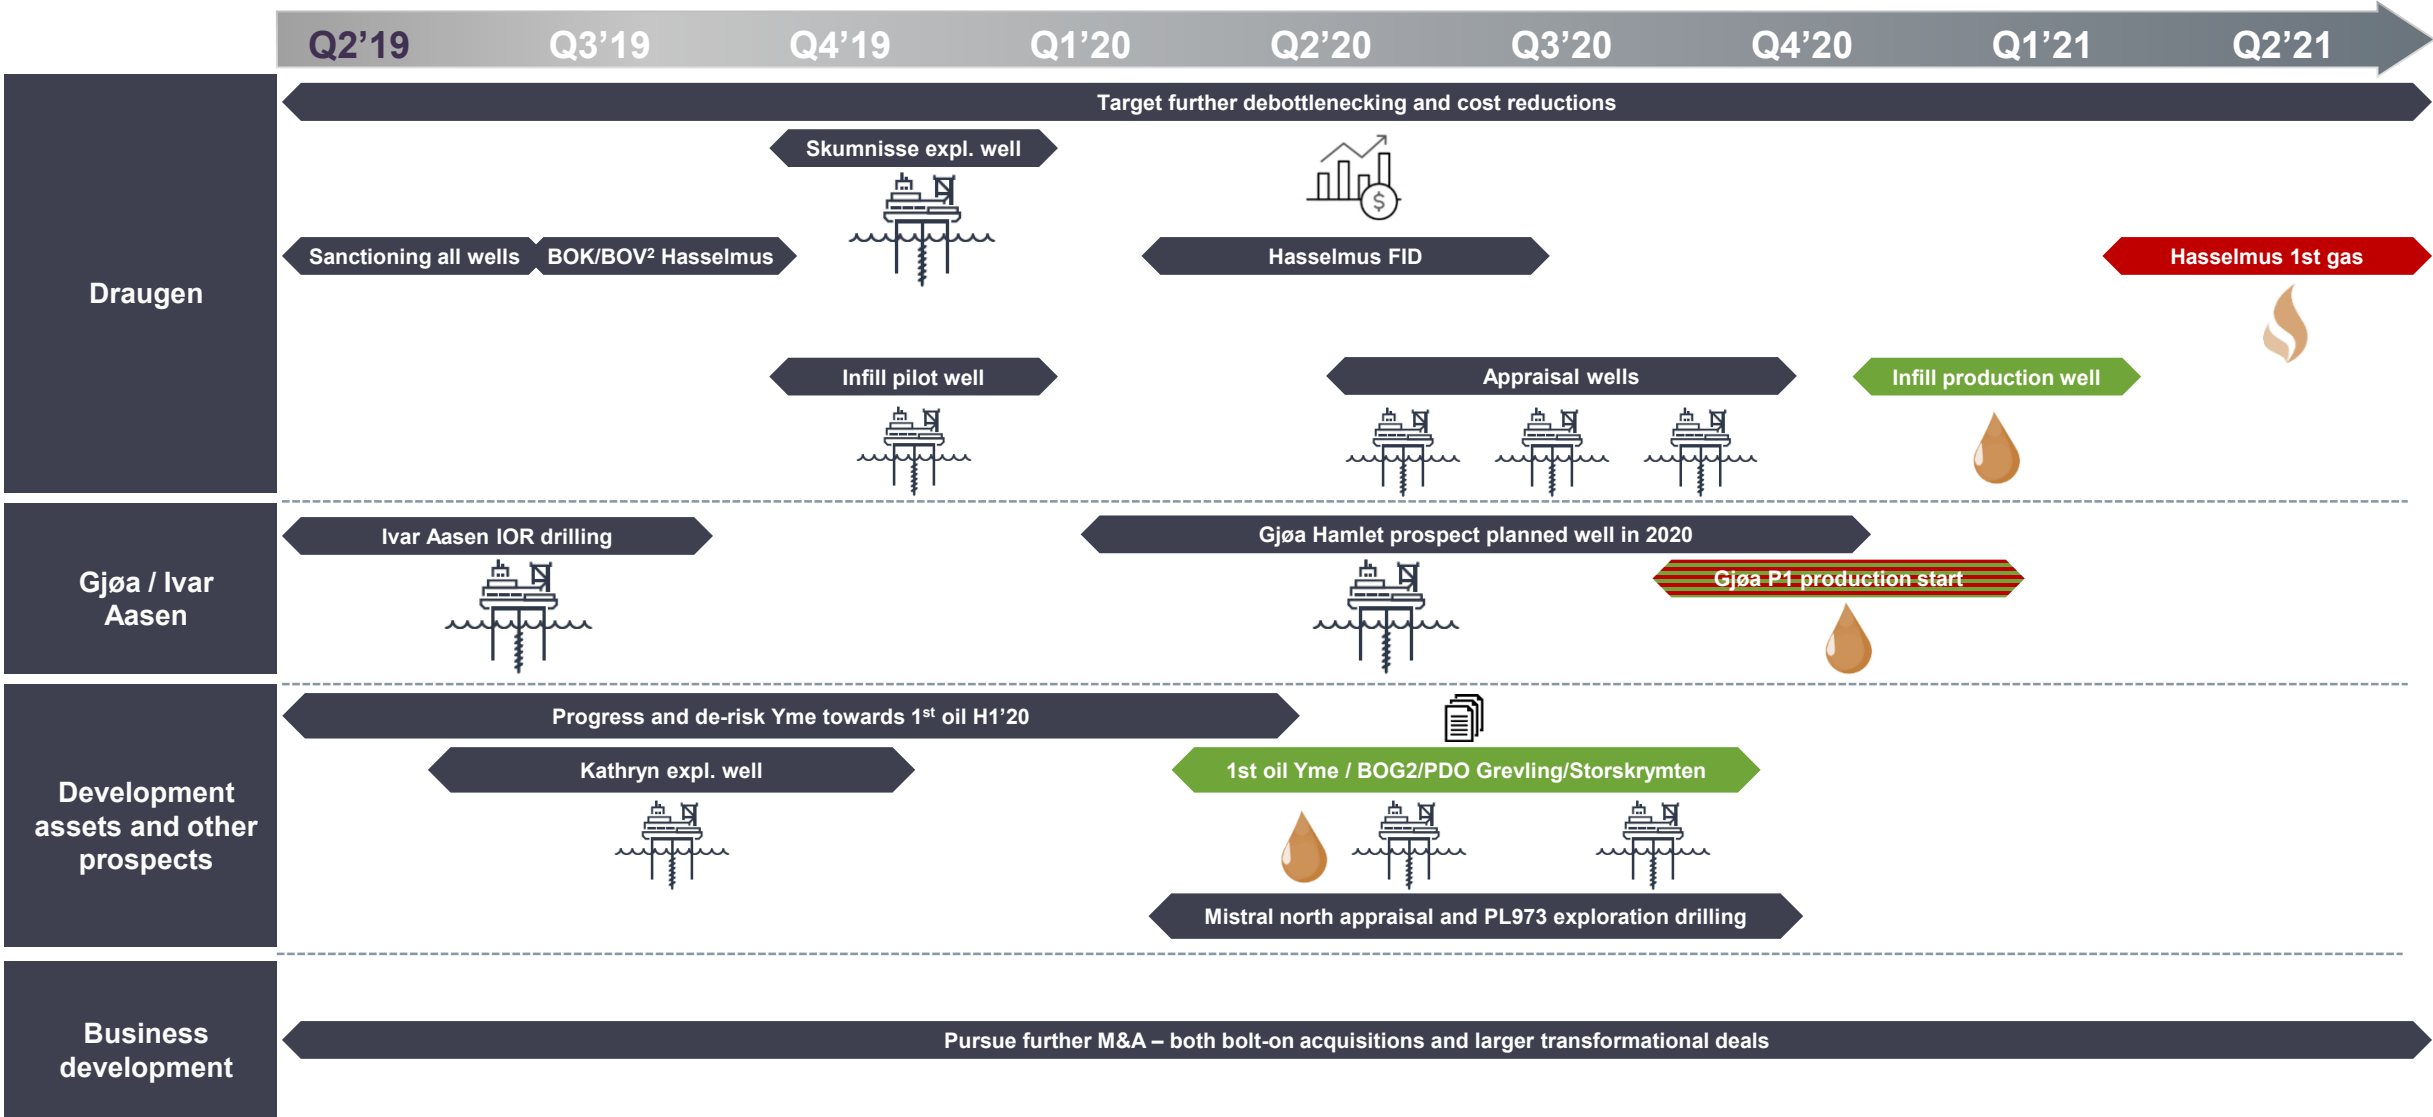 Q2’19 Q3’19 Q4’19 Q1’20 Q2’20 Q3’20 Q4’20 Q1’21 Q2’21
Draugen
Target further debottlenecking and cost reductions
Skumnisse expl. well
$
Sanctioning all wells
BOK/BOV² Hasselmus
Hasselmus FID
Hasselmus 1st gas
Infill pilot well
Appraisal wells
Infill production well
Gjøa / Ivar
Aasen
Ivar Aasen IOR drilling
Gjøa Hamlet prospect planned well in 2020
Gjøa P1 production start
Development
assets and other
prospects
Progress and de-risk Yme towards 1st oil H1’20
Kathryn expl. well
1st oil Yme / BOG2/PDO Grevling/Storskrymten
Mistral north appraisal and PL973 exploration drilling
Business
development
Pursue further M&A – both bolt-on acquisitions and larger transformational deals